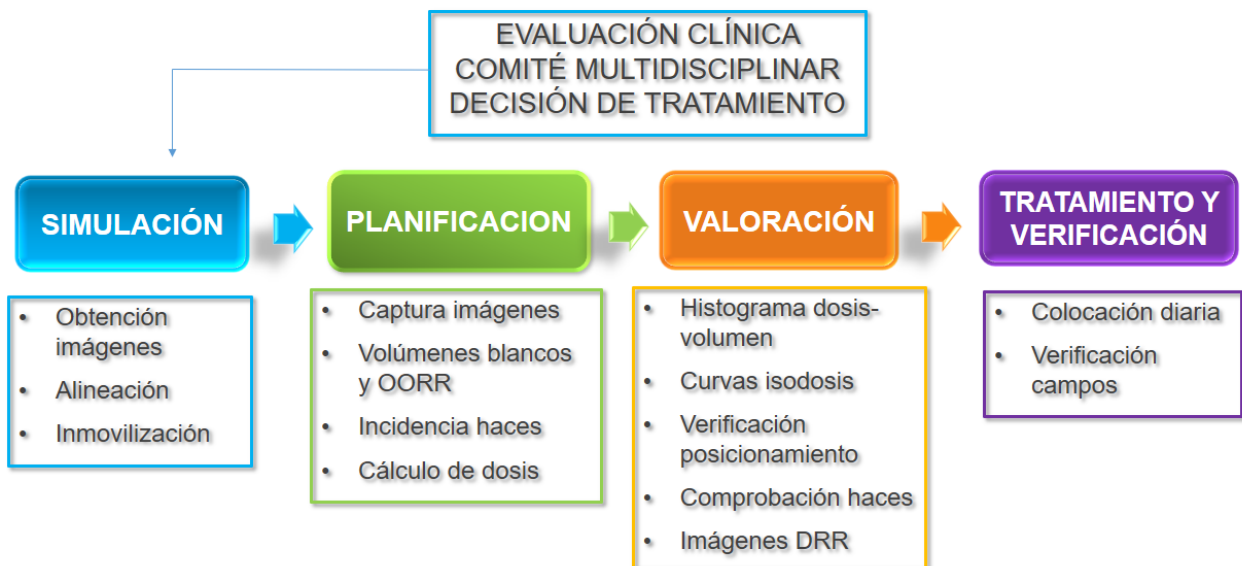 EVALUACIÓN CLÍNICA
COMITÉ MULTIDISCIPLINAR
DECISIÓN DE TRATAMIENTO
SIMULACIÓN
• Obtención
imágenes
• Alineación
• Inmovilización
PLANIFICACION
• Captura imágenes
• Volúmenes blancos
y OORR
• Incidencia haces
• Cálculo de dosis
VALORACIÓN
• Histograma dosis-
volumen
• Curvas isodosis
• Verificación
posicionamiento
• Comprobación haces
• Imágenes DRR
TRATAMIENTO Y
VERIFICACIÓN
• Colocación diaria
• Verificación
campos